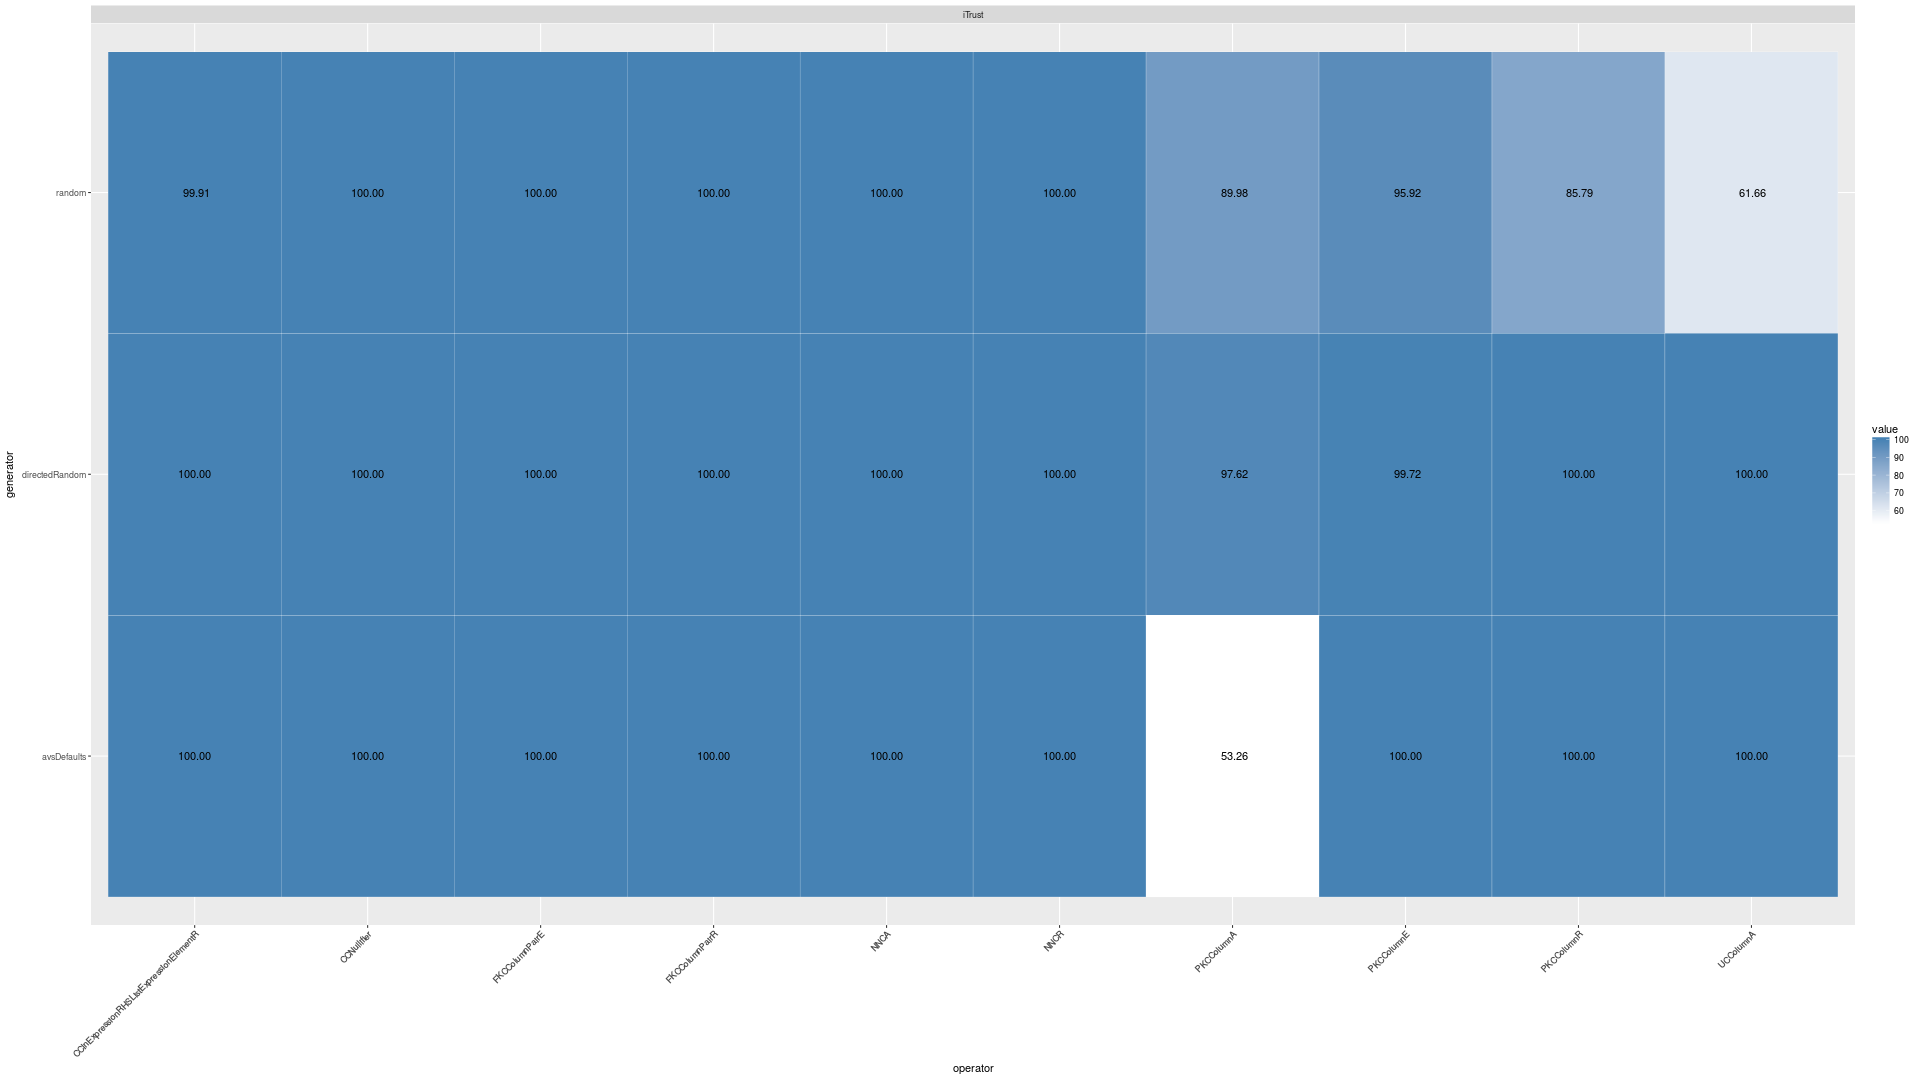 iTrust
random
99.91 100.00 100.00 100.00 100.00 100.00 89.98 95.92 85.79 61.66
directedRandom
100.00 100.00 100.00 100.00 100.00 100.00 97.62 99.72 100.00 100.00
avsDefaults
100.00 100.00 100.00 100.00 100.00 100.00 53.26 100.00 100.00 100.00
generator
CCInExpressionRHSListExpressionElementR
CCNullifier
FKCColumnPairE
FKCColumnPairR
NNCA
NNCR
PKCColumnA
PKCColumnE
PKCColumnR
UCColumnA
operator
value
100
90
80
70
60